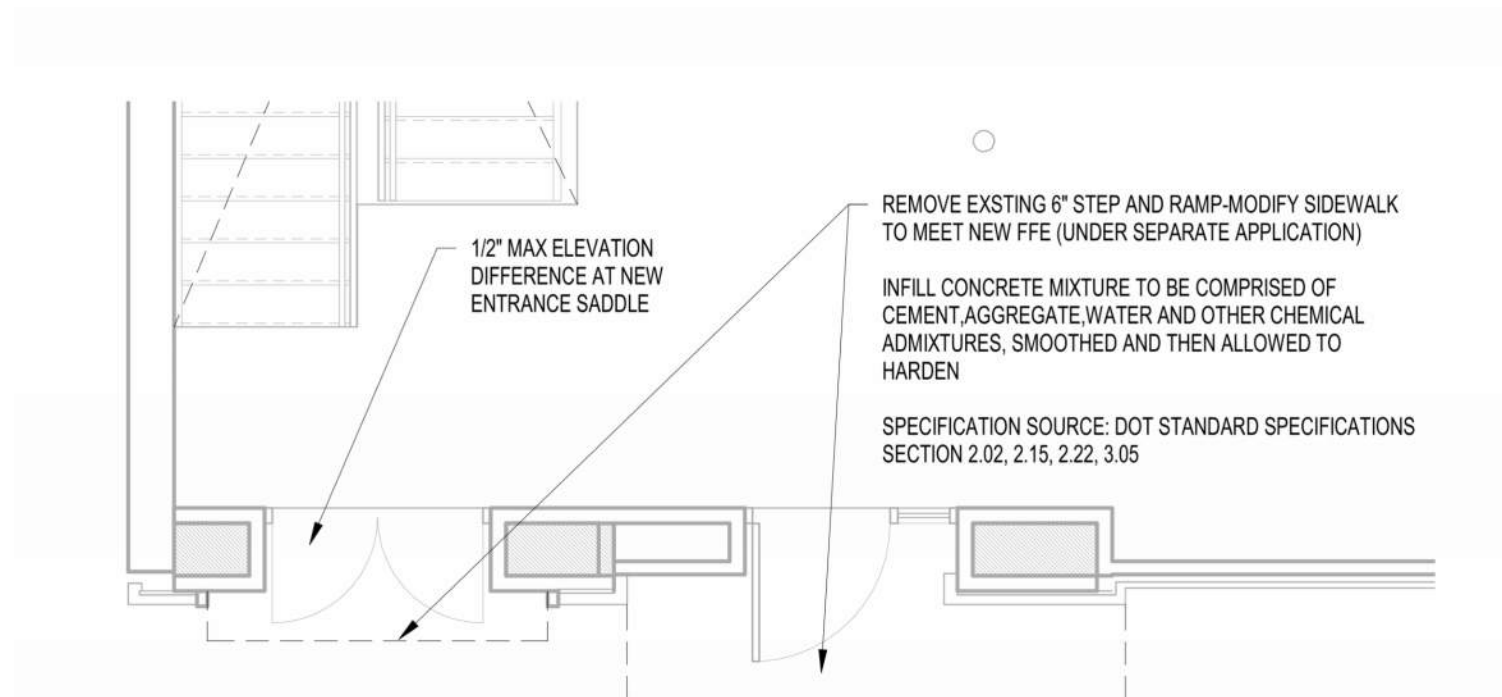 1/2" MAX ELEVATION
DIFFERENCE AT NEW
ENTRANCE SADDLE
REMOVE EXSTING 6" STEP AND RAMP-MODIFY SIDEWALK
TO MEET NEW FFE (UNDER SEPARATE APPLICATION)
INFILL CONCRETE MIXTURE TO BE COMPRISED OF
CEMENT,AGGREGATE,WATER AND OTHER CHEMICAL
ADMIXTURES, SMOOTHED AND THEN ALLOWED TO
HARDEN
SPECIFICATION SOURCE: DOT STANDARD SPECIFICATIONS
SECTION 2.02, 2.15, 2.22, 3.05